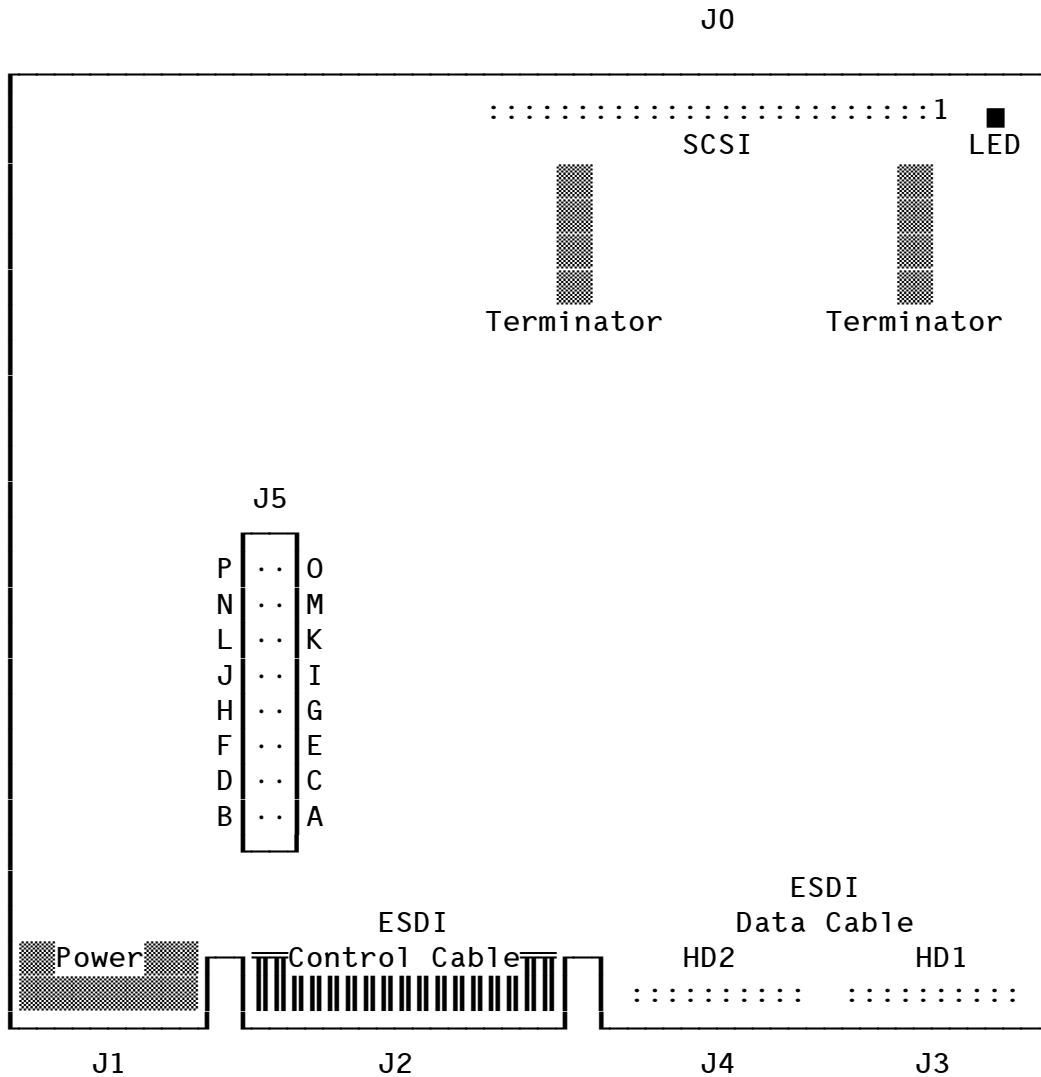 J0
1
SCSI LED
Terminator Terminator
J5
P O
N M
L K
J I
H G
F E
D C
B A
ESDI
ESDI Data Cable
Power Control Cable HD2 HD1
J1 J2 J4 J3